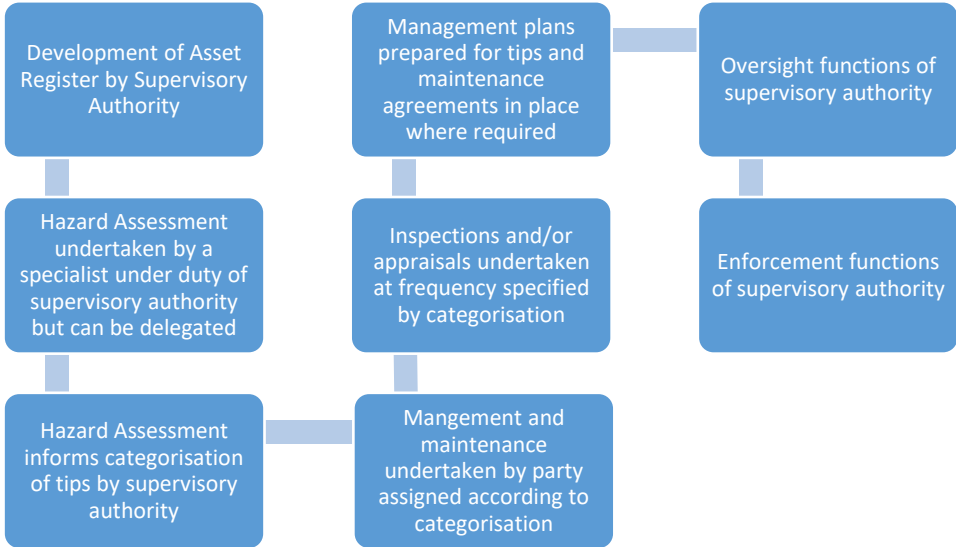 Development of Asset
Register by Supervisory
Authority
Hazard Assessment
undertaken by a
specialist under duty of
supervisory authority
but can be delegated
Hazard Assessment
informs categorisation
of tips by supervisory
authority
Mangement and
maintenance
undertaken by party
assigned according to
categorisation
Inspections and/or
appraisals undertaken
at frequency specified
by categorisation
Management plans
prepared for tips and
maintenance
agreements in place
where required
Oversight functions of
supervisory authority
Enforcement functions
of supervisory authority